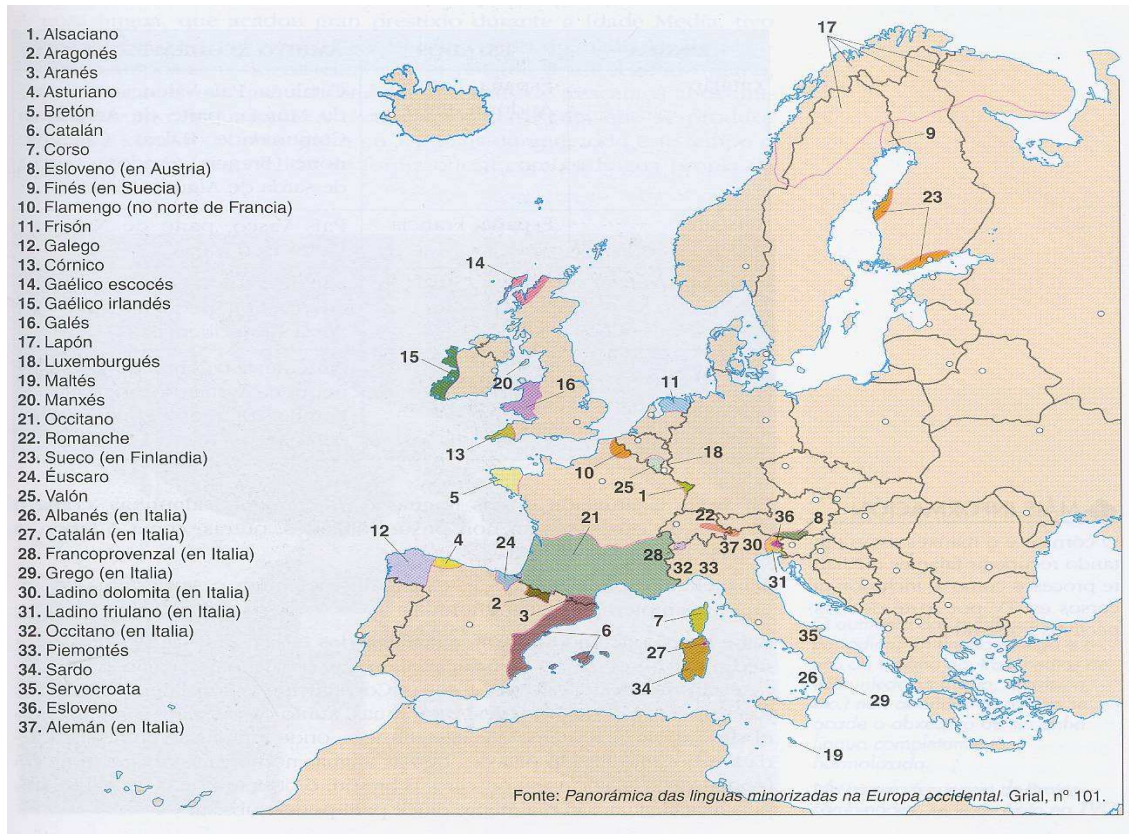 1. Alsaciano
2. Aragonés
3. Aranés
4. Asturiano
5. Bretón
6. Catalán
7. Corso
8. Esloveno (en Austria)
9. Finés (en Suecia)
10. Flamengo (no norte de Francia)
11. Frisón
12. Galego
13. Córnico
14. Gaélico escocés
15. Gaélico irlandés
16. Galés
17. Lapón
18. Luxemburgués
19. Maltés
20. Manxés
21. Occitano
22. Romanche
23. Sueco (en Finlandia)
24. Éuscaro
25. Valón
26. Albanés (en Italia)
27. Catalán (en Italia)
28. Francoprovenzal (en Italia)
29. Grego (en Italia)
30. Ladino dolomita (en Italia)
31. Ladino friulano (en Italia)
32. Occitano (en Italia)
33. Piemontés
34. Sardo
35. Servocroata
36. Esloveno
37. Alemán (en Italia)
17
9
23
14
15
20
16
11
13
10
18
25
5
1
12
4
24
21
22
36
8
28
37
30
32
33
31
2
3
6
7
27
34
35
26
29
19
Fonte: Panorámica das linguas minorizadas na Europa occidental. Grial, nº 101.